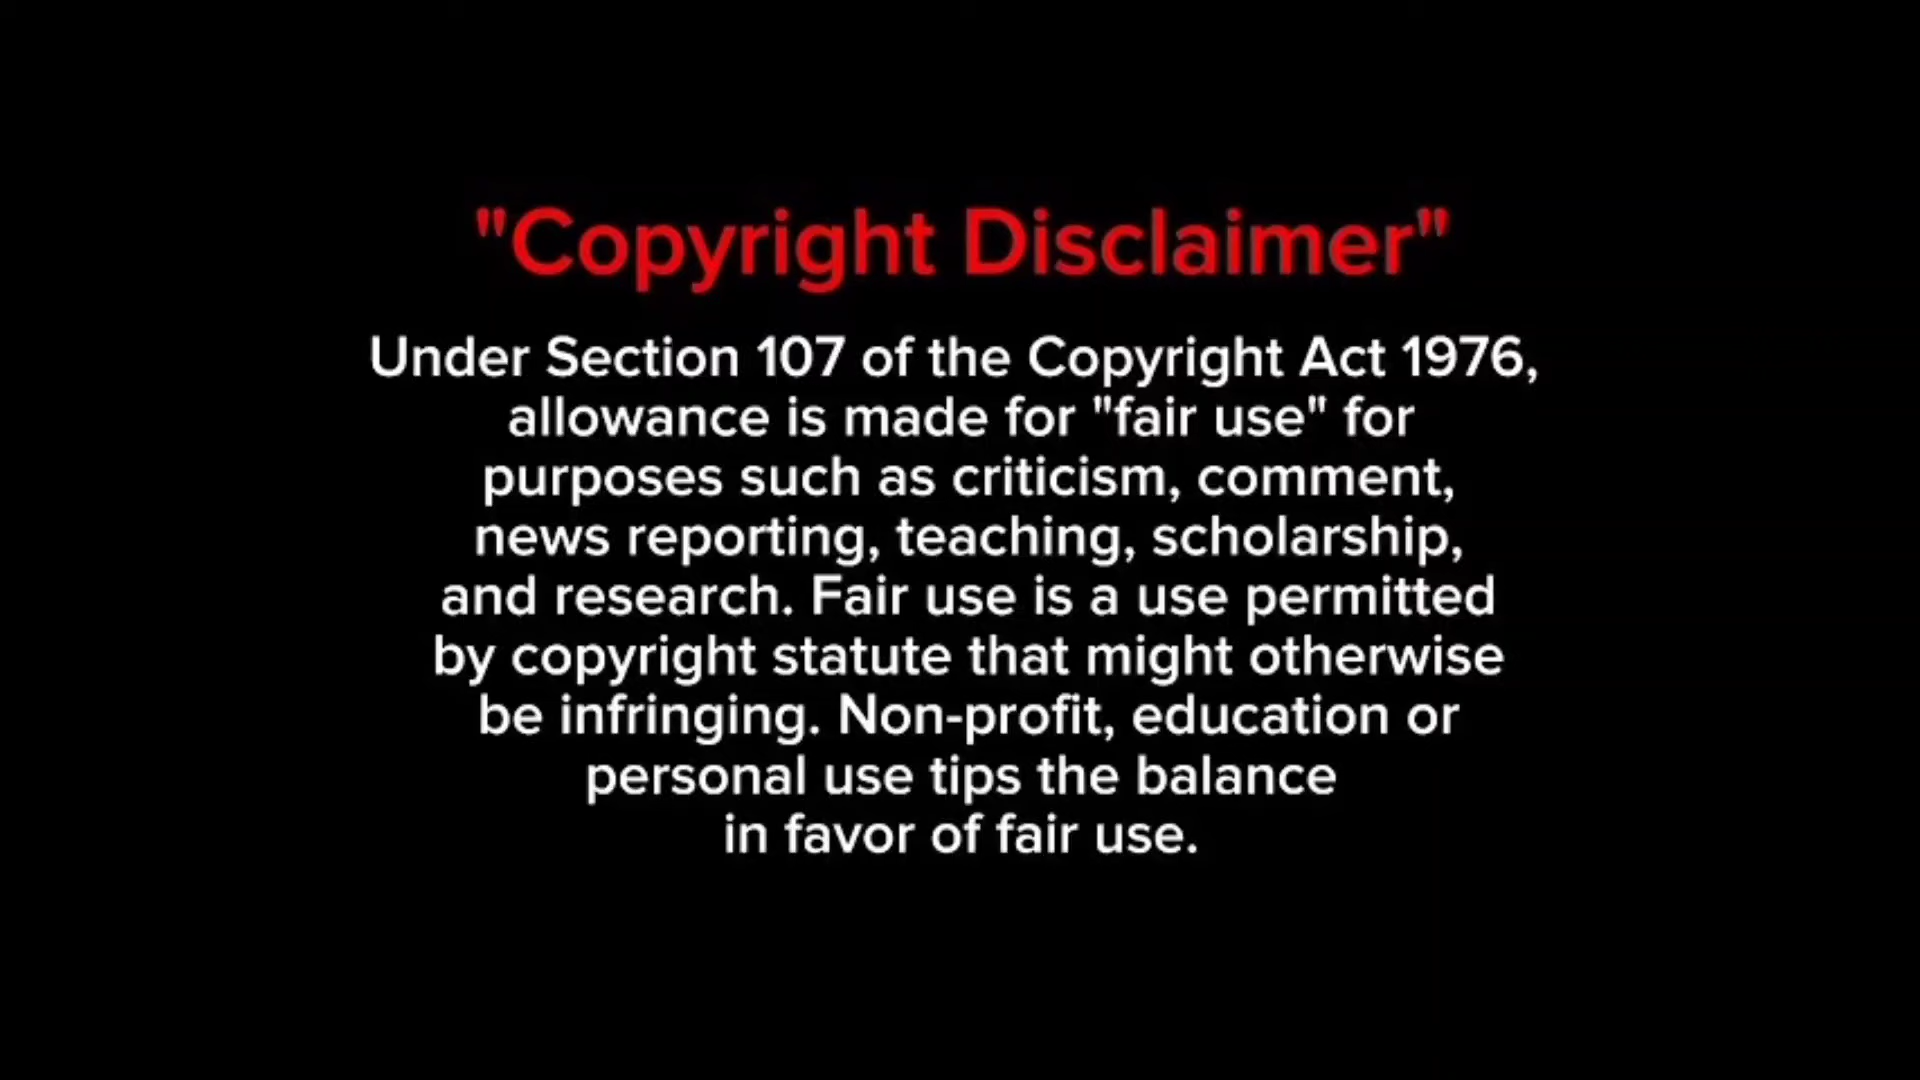 "Copyright Disclaimer"
Under Section 107 of the Copyright Act 1976,
allowance is made for "fair use" for
purposes such as criticism, comment,
news reporting, teaching, scholarship,
and research. Fair use is a use permitted
by copyright statute that might otherwise
be infringing. Non-profit, education or
personal use tips the balance
in favor of fair use.